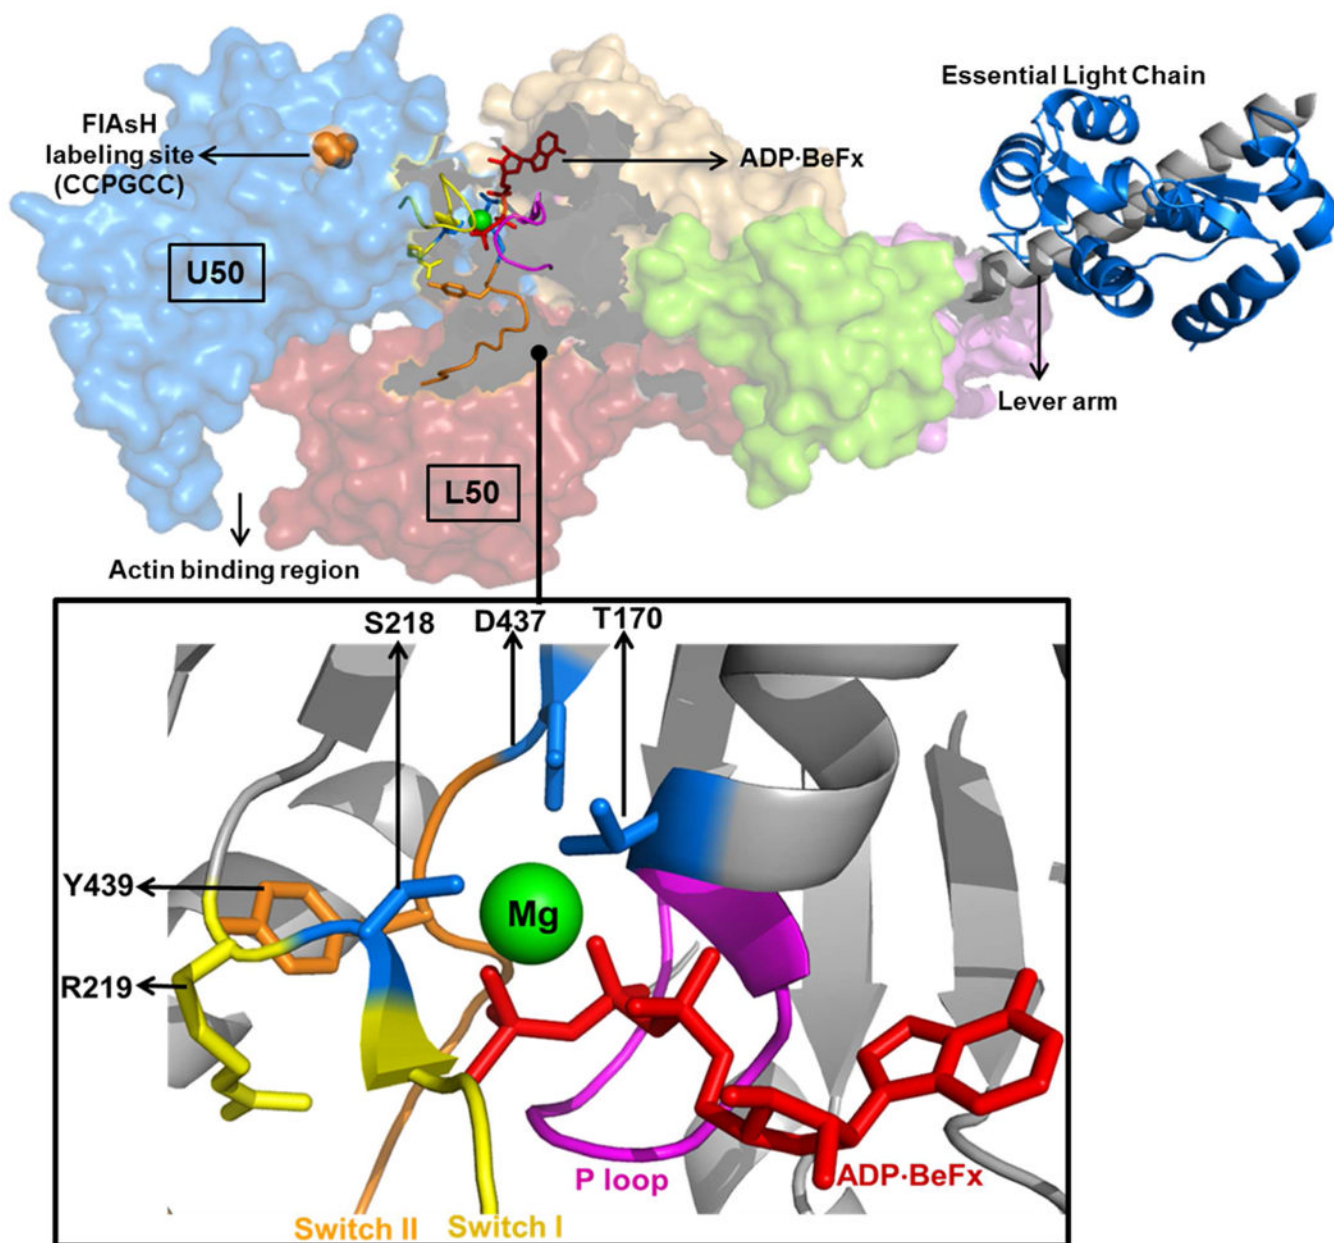 Essential Light Chain
FlAsH
labeling site
(CCPGCC)
ADP·BeFx
U50
Lever arm
L50
Actin binding region
S218
D437
T170
Y439
Mg
R219
P loop
ADP·BeFx
Switch II
Switch I